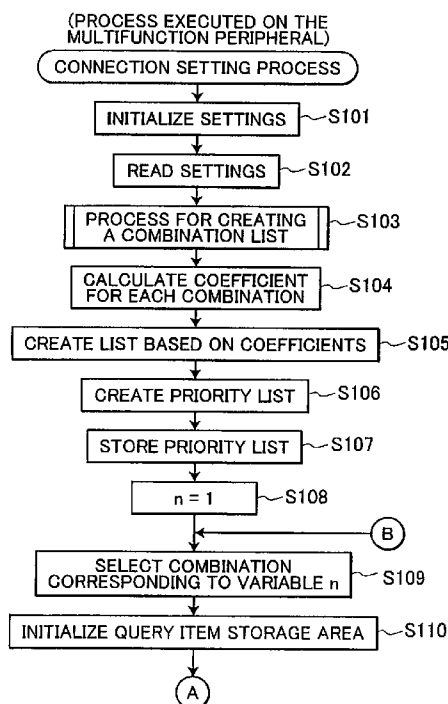 (PROCESS EXECUTED ON THE
MULTIFUNCTION PERIPHERAL)
CONNECTION SETTING PROCESS
INITIALIZE SETTINGS
S101
READ SETTINGS
S102
PROCESS FOR CREATING
A COMBINATION LIST
S103
CALCULATE COEFFICIENT
FOR EACH COMBINATION
S104
CREATE LIST BASED ON COEFFICIENTS
S105
CREATE PRIORITY LIST
S106
STORE PRIORITY LIST
S107
n = 1
S108
B
SELECT COMBINATION
CORRESPONDING TO VARIABLE n
S109
INITIALIZE QUERY ITEM STORAGE AREA
S110
A